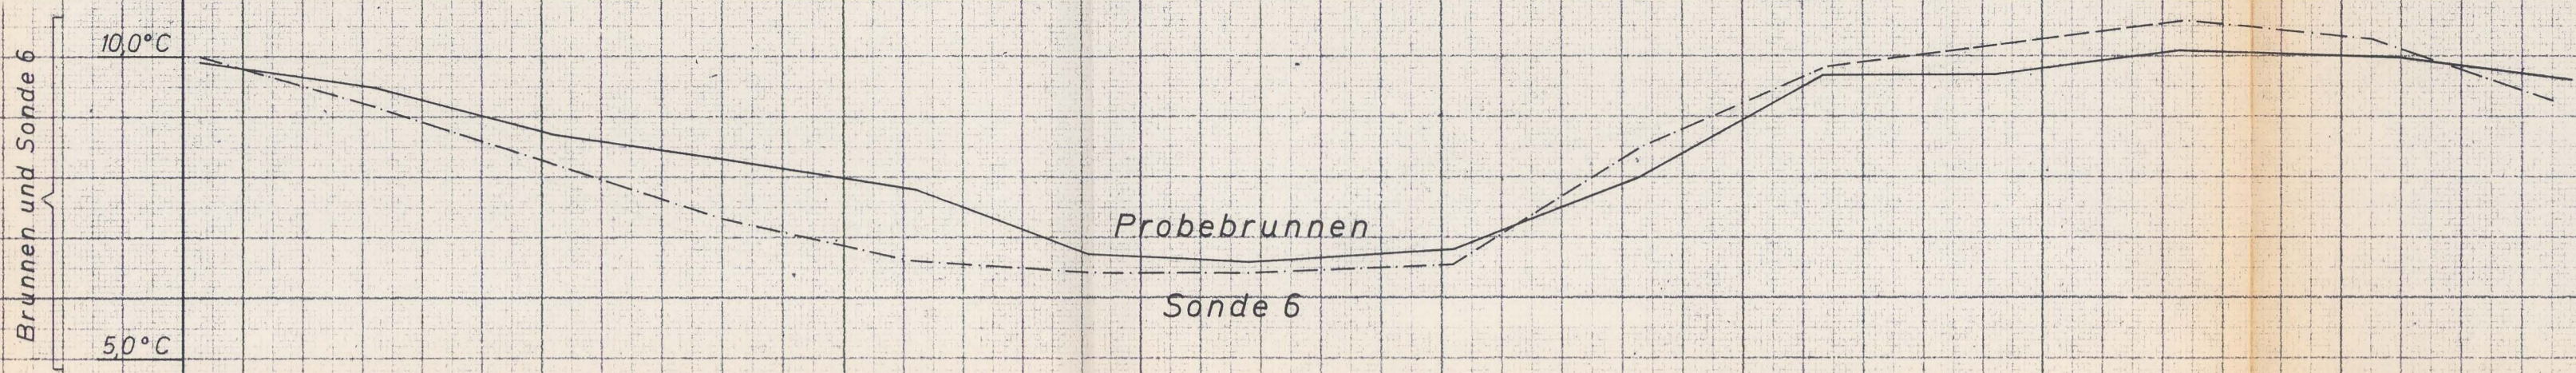 Brunnen und Sonde 6
10,0°C
Probebrunnen
Sonde 6
5,0°C